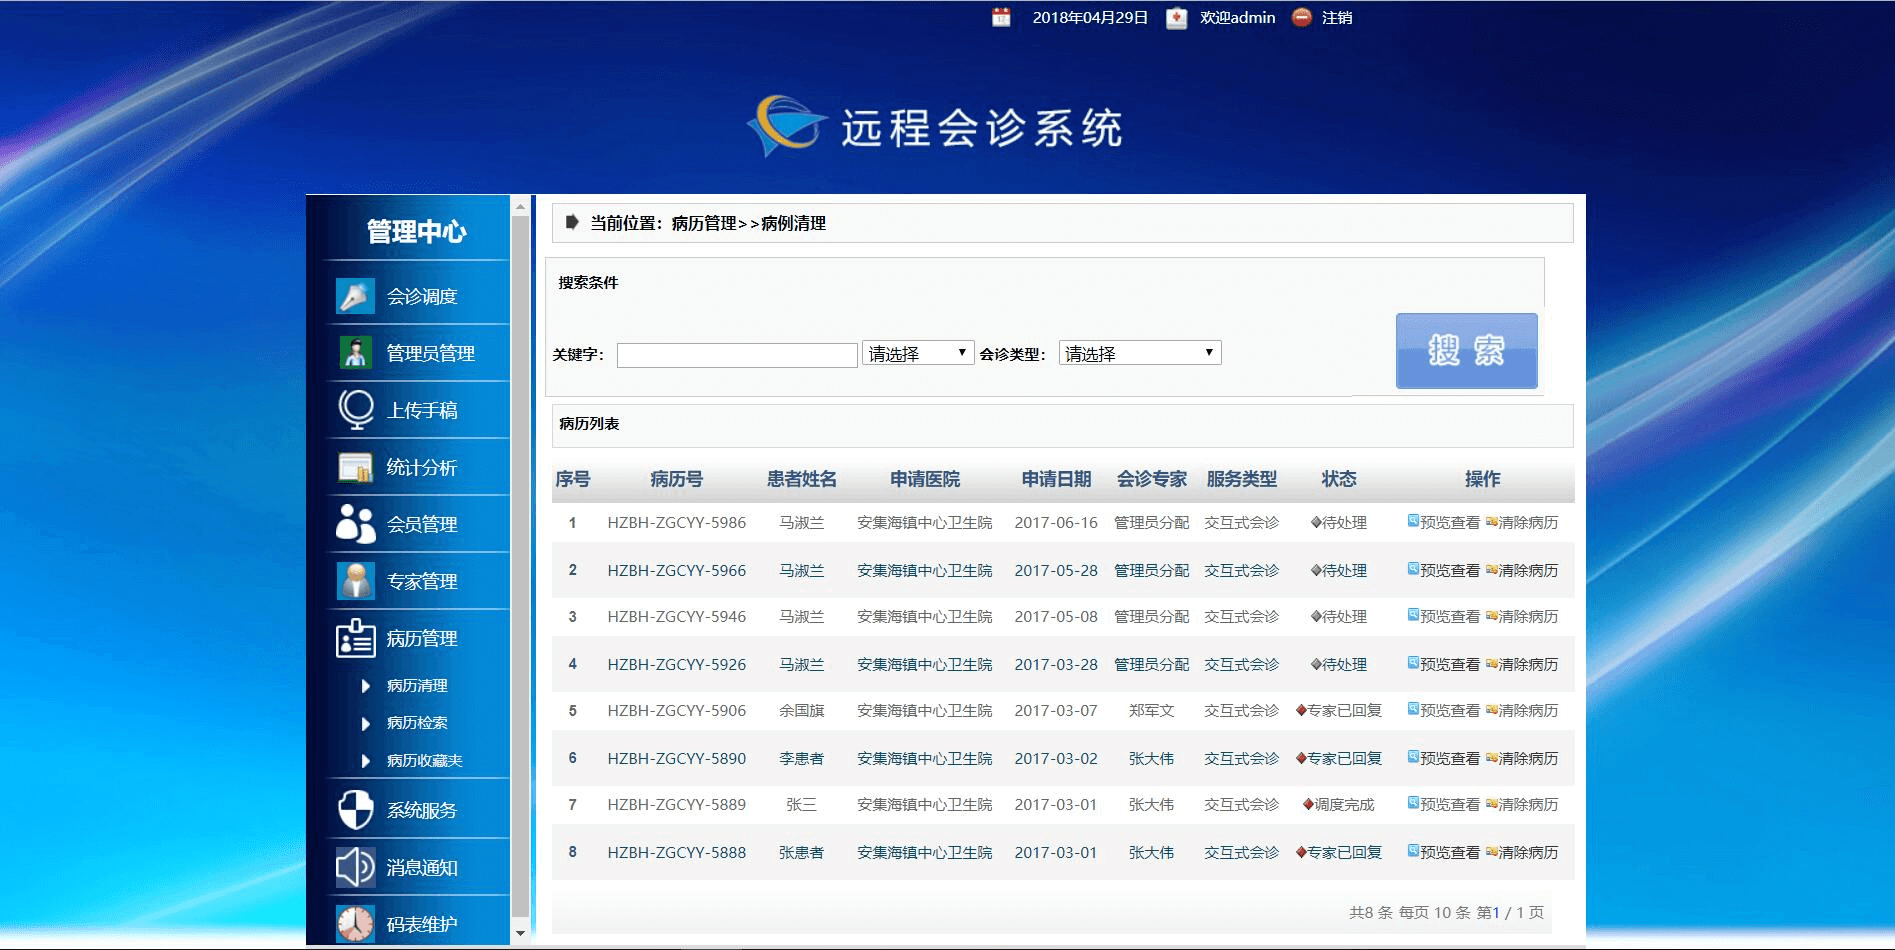 2018年04月29日 欢迎admin 注销
远程会诊系统
管理中心
会诊调度
管理员管理
上传手稿
统计分析
会员管理
专家管理
病历管理
病历清理
病历检索
病历收藏夹
系统服务
消息通知
码表维护
当前位置：病历管理>>病例清理
搜索条件
关键字： 请选择 会诊类型： 请选择 搜 索
病历列表
序号 病历号 患者姓名 申请医院 申请日期 会诊专家 服务类型 状态 操作
1 HZBH-ZGCYY-5986 马淑兰 安集海镇中心卫生院 2017-06-16 管理员分配 交互式会诊 待处理 预览查看 清除病历
2 HZBH-ZGCYY-5966 马淑兰 安集海镇中心卫生院 2017-05-28 管理员分配 交互式会诊 待处理 预览查看 清除病历
3 HZBH-ZGCYY-5946 马淑兰 安集海镇中心卫生院 2017-05-08 管理员分配 交互式会诊 待处理 预览查看 清除病历
4 HZBH-ZGCYY-5926 马淑兰 安集海镇中心卫生院 2017-03-28 管理员分配 交互式会诊 待处理 预览查看 清除病历
5 HZBH-ZGCYY-5906 余国旗 安集海镇中心卫生院 2017-03-07 郑军文 交互式会诊 专家已回复 预览查看 清除病历
6 HZBH-ZGCYY-5890 李患者 安集海镇中心卫生院 2017-03-02 张大伟 交互式会诊 专家已回复 预览查看 清除病历
7 HZBH-ZGCYY-5889 张三 安集海镇中心卫生院 2017-03-01 张大伟 交互式会诊 调度完成 预览查看 清除病历
8 HZBH-ZGCYY-5888 张患者 安集海镇中心卫生院 2017-03-01 张大伟 交互式会诊 专家已回复 预览查看 清除病历
共8 条 每页 10 条 第1 / 1 页